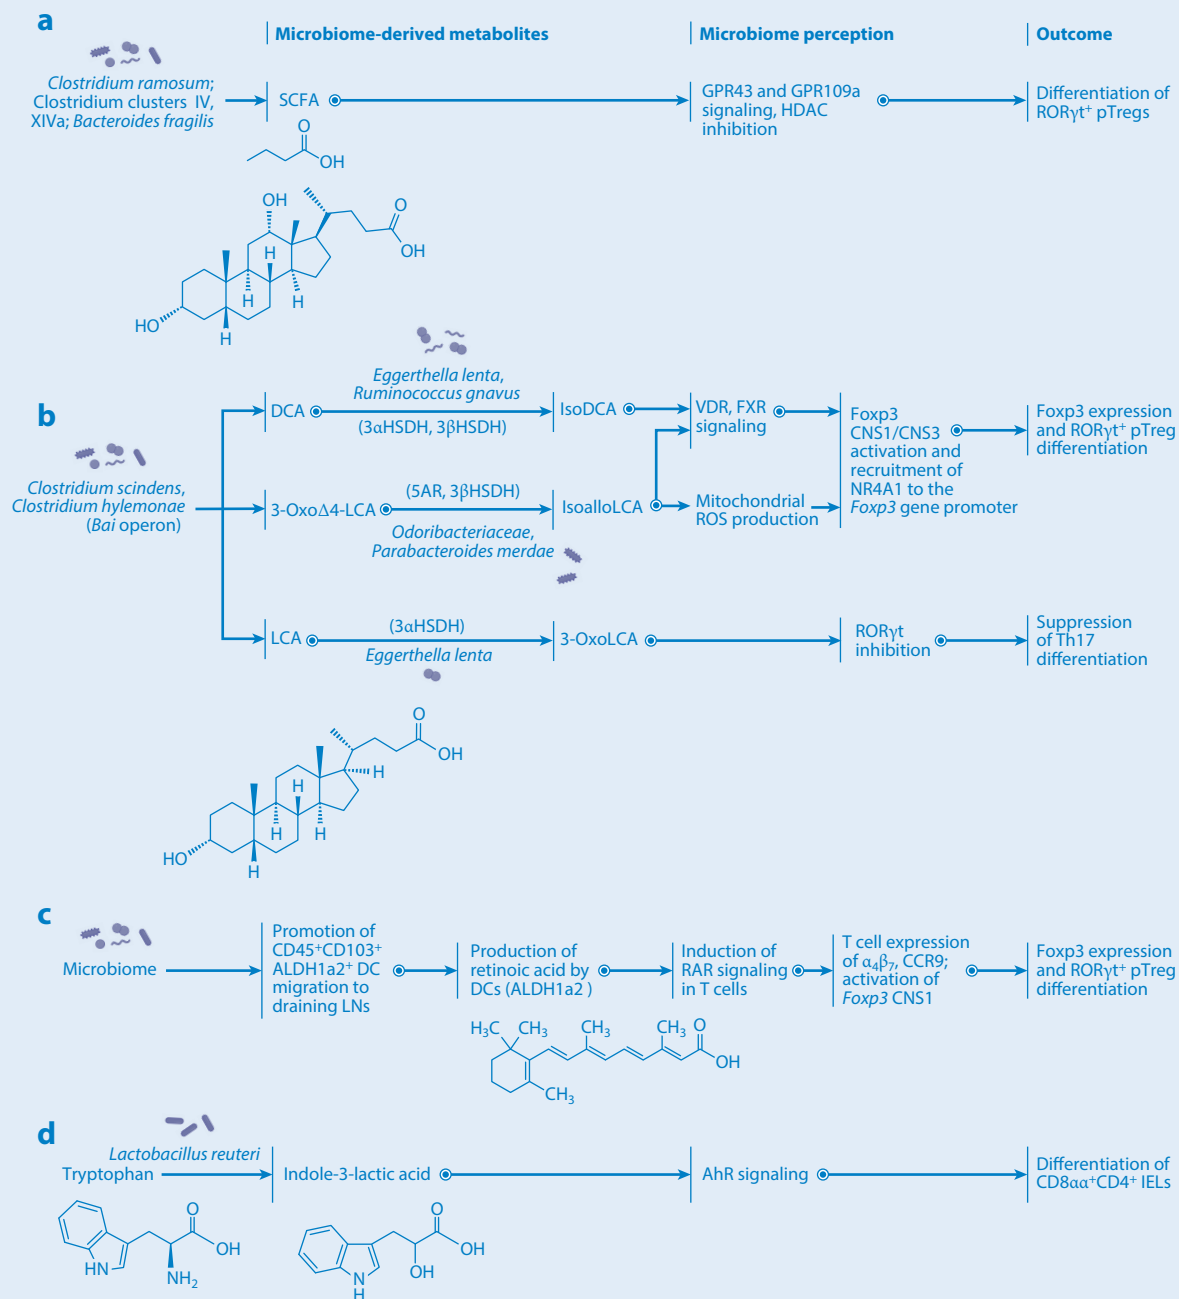 a
Microbiome-derived metabolites
Microbiome perception
Outcome
Clostridium ramosum;
Clostridium clusters IV,
XIVa; Bacteroides fragilis
SCFA
GPR43 and GPR109a
signaling, HDAC
inhibition
Differentiation of
RORγt⁺ pTregs
O
OH
OH
O
OH
H
H
H
HO
H
b
Clostridium scindens,
Clostridium hylemonae
(Bai operon)
DCA
Eggerthella lenta,
Ruminococcus gnavus
(3αHSDH, 3βHSDH)
IsoDCA
VDR, FXR
signaling
Foxp3
CNS1/CNS3
activation and
recruitment of
NR4A1 to the
Foxp3 gene promoter
Foxp3 expression
and RORγt⁺ pTreg
differentiation
3-OxoΔ4-LCA
(5AR, 3βHSDH)
Odoribacteriaceae,
Parabacteroides merdae
IsoalloLCA
Mitochondrial
ROS production
LCA
(3αHSDH)
Eggerthella lenta
3-OxoLCA
RORγt
inhibition
Suppression
of Th17
differentiation
O
OH
H
H
H
H
HO
H
c
Microbiome
Promotion of
CD45⁺CD103⁺
ALDH1a2⁺ DC
migration to
draining LNs
Production of
retinoic acid by
DCs (ALDH1a2 )
Induction of
RAR signaling
in T cells
T cell expression
of α₄β₇, CCR9;
activation of
Foxp3 CNS1
Foxp3 expression
and RORγt⁺ pTreg
differentiation
H₃C
CH₃
CH₃
CH₃
O
OH
CH₃
d
Lactobacillus reuteri
Tryptophan
Indole-3-lactic acid
AhR signaling
Differentiation of
CD8αα⁺CD4⁺ IELs
O
OH
HN
NH₂
O
OH
OH
N
H